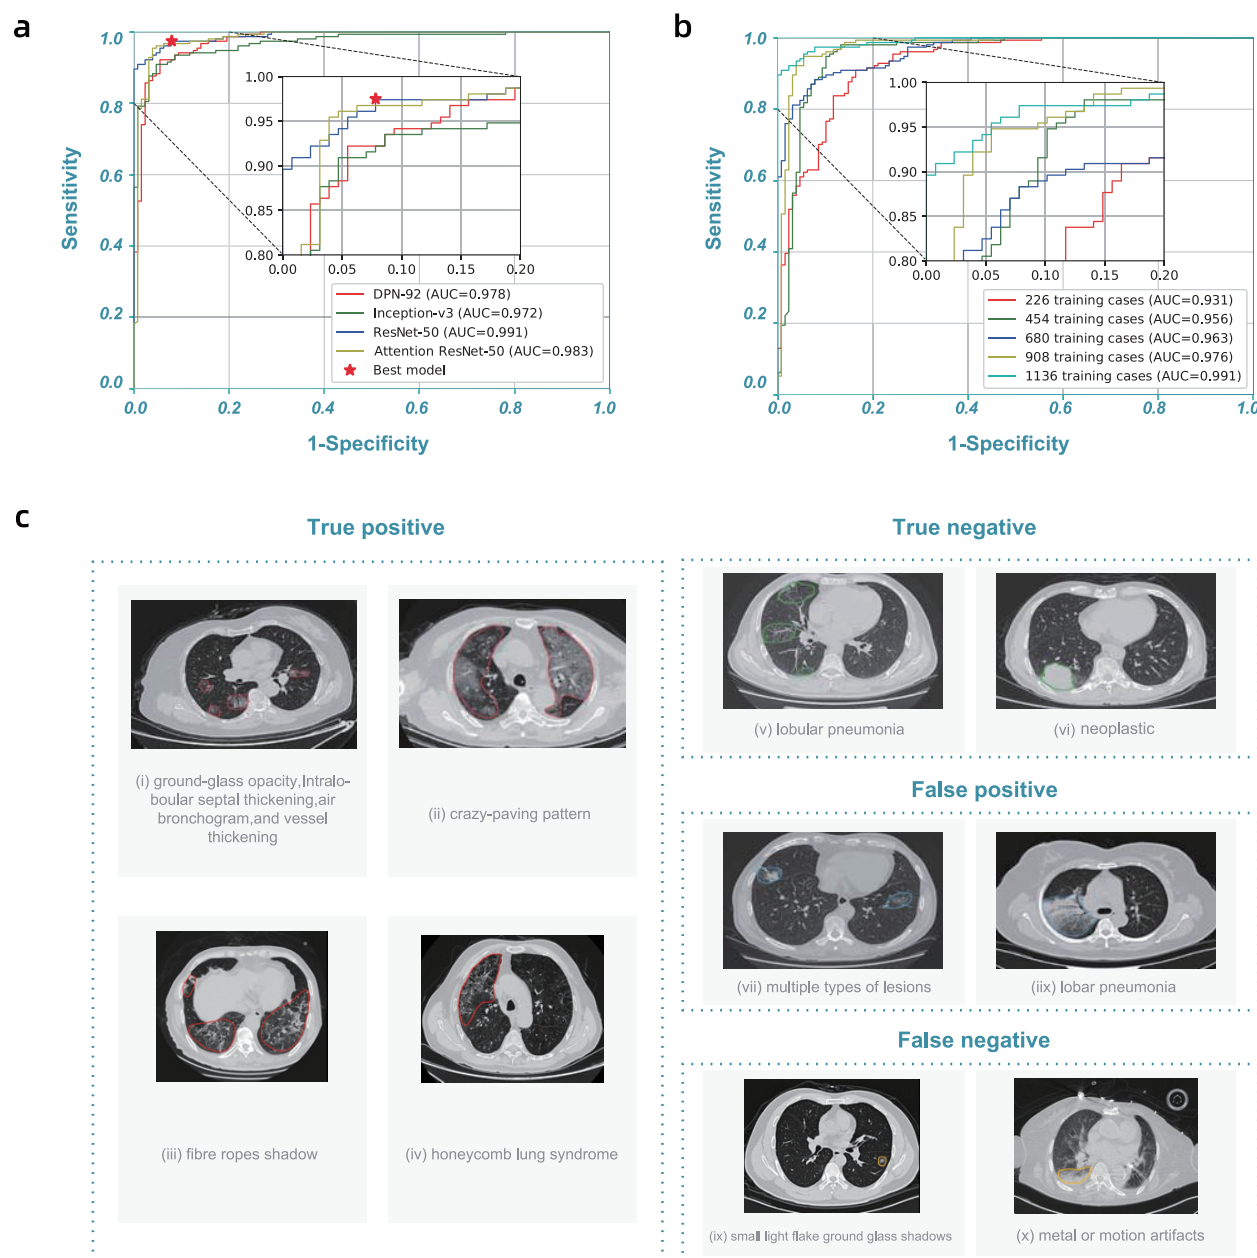 a
Sensitivity
1.0
0.8
0.6
0.4
0.2
0.0
0.0 0.2 0.4 0.6 0.8 1.0
1-Specificity
1.00
0.95
0.90
0.85
0.80
0.00 0.05 0.10 0.15 0.20
DPN-92 (AUC=0.978)
Inception-v3 (AUC=0.972)
ResNet-50 (AUC=0.991)
Attention ResNet-50 (AUC=0.983)
Best model
b
Sensitivity
1.0
0.8
0.6
0.4
0.2
0.0
0.0 0.2 0.4 0.6 0.8 1.0
1-Specificity
1.00
0.95
0.90
0.85
0.80
0.00 0.05 0.10 0.15 0.20
226 training cases (AUC=0.931)
454 training cases (AUC=0.956)
680 training cases (AUC=0.963)
908 training cases (AUC=0.976)
1136 training cases (AUC=0.991)
c
True positive
(i) ground-glass opacity,Intralo-
boular septal thickening,air
bronchogram,and vessel
thickening
(ii) crazy-paving pattern
(iii) fibre ropes shadow
(iv) honeycomb lung syndrome
True negative
(v) lobular pneumonia
(vi) neoplastic
False positive
(vii) multiple types of lesions
(iix) lobar pneumonia
False negative
(ix) small light flake ground glass shadows
(x) metal or motion artifacts